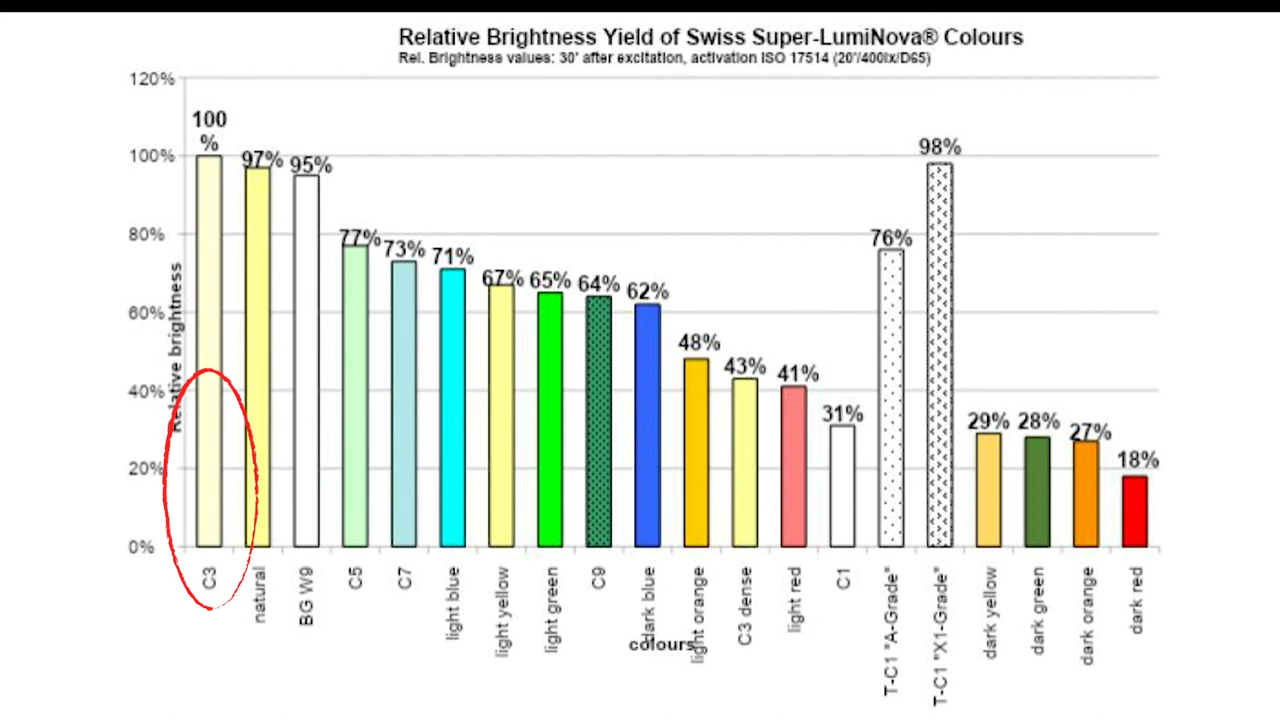 Relative Brightness Yield of Swiss Super-LumiNova® Colours
Rel. Brightness values: 30' after excitation, activation ISO 17514 (20'/400lx/D65)
120%
100%
80%
60%
40%
20%
0%
Relative brightness
100
%
97%
95%
77%
73%
71%
67%
65%
64%
62%
48%
43%
41%
31%
76%
98%
29%
28%
27%
18%
C3
natural
BG W9
C5
C7
light blue
light yellow
light green
C9
dark blue
light orange
C3 dense
light red
C1
T-C1 "A-Grade"
T-C1 "X1-Grade"
dark yellow
dark green
dark orange
dark red
colours